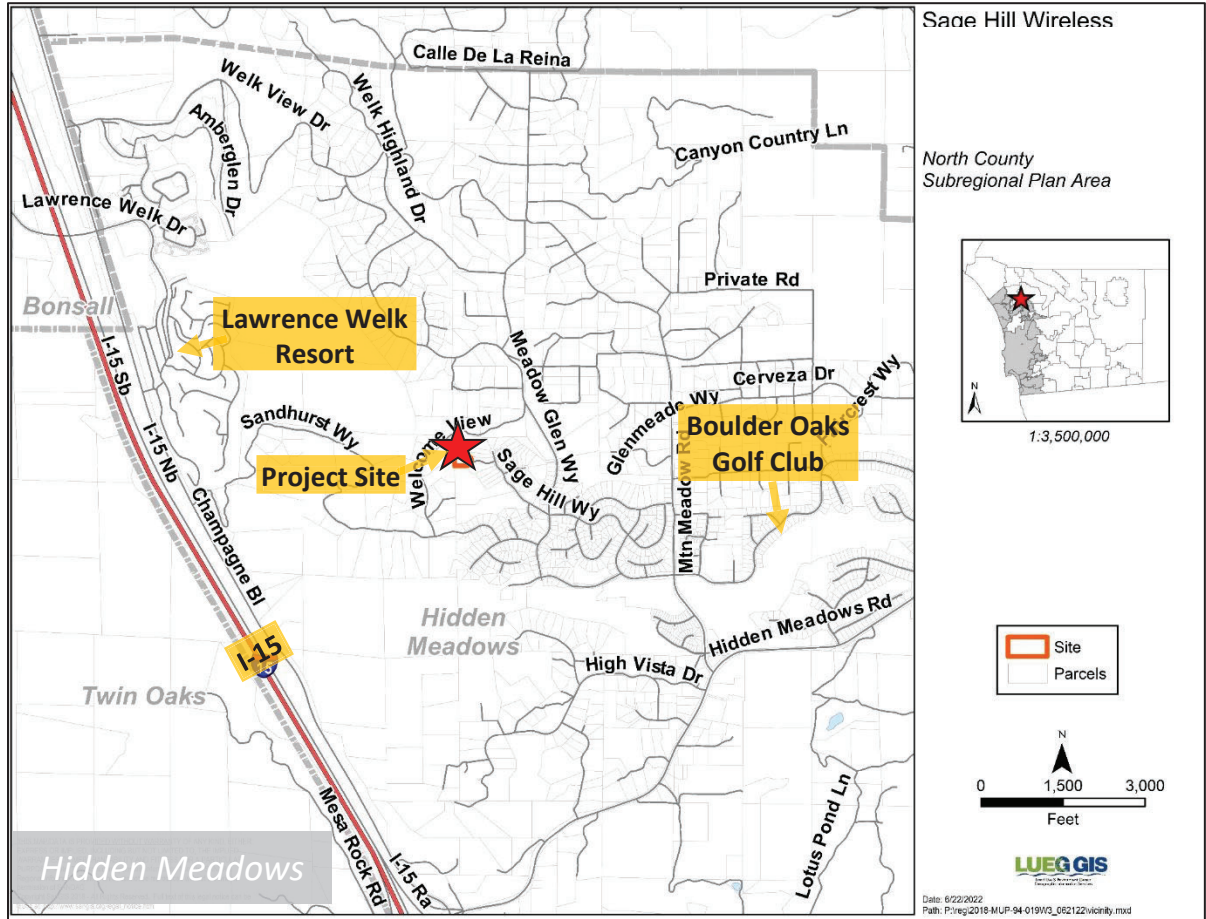 Sage Hill Wireless
North County
Subregional Plan Area
N
1:3,500,000
Site
Parcels
N
0 1,500 3,000
Feet
LUEG GIS
Date: 6/22/2022
Calle De La Reina
Welk View Dr
Amberglen Dr
Welk Highland Dr
Canyon Country Ln
Lawrence Welk Dr
Private Rd
Bonsall
Lawrence Welk
Resort
I-15 Sb
I-15 Nb
Meadow Glen Wy
Cerveza Dr
Glenmeade Wy
Sandhurst Wy
Welcome View
Boulder Oaks
Golf Club
Project Site
Sage Hill Wy
Mtn Meadow Rd
Champagne Bl
Hidden
Meadows
Hidden Meadows Rd
High Vista Dr
I-15
Twin Oaks
Mesa Rock Rd
I-15 Ra
Lotus Pond Ln
Hidden Meadows